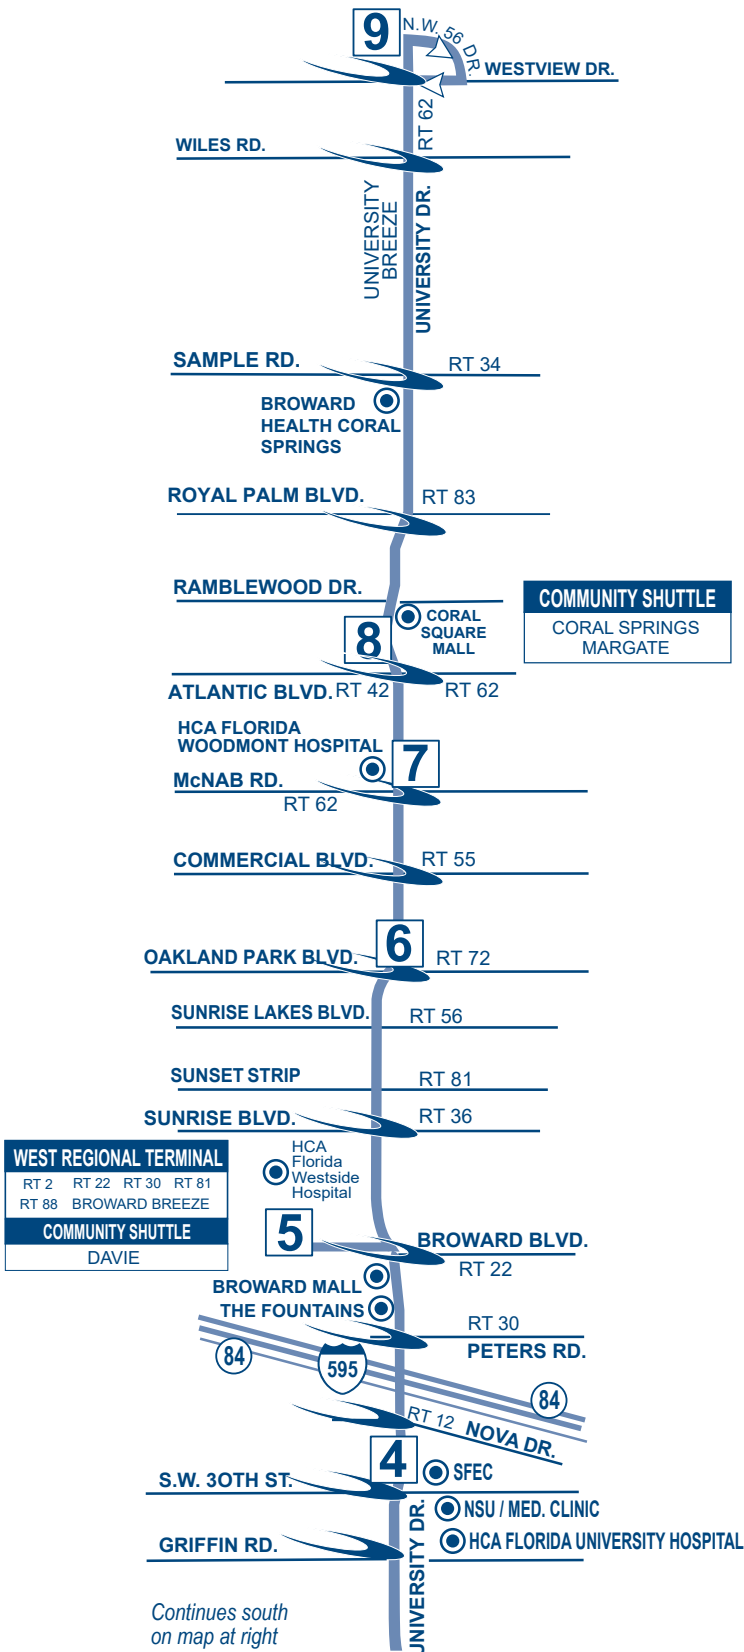 9
N.W. 56 DR.
WESTVIEW DR.
RT 62
WILES RD.
UNIVERSITY
BREEZE
UNIVERSITY DR.
SAMPLE RD.
RT 34
BROWARD
HEALTH CORAL
SPRINGS
ROYAL PALM BLVD.
RT 83
RAMBLEWOOD DR.
COMMUNITY SHUTTLE
CORAL SPRINGS
MARGATE
8
CORAL
SQUARE
MALL
ATLANTIC BLVD.
RT 42
RT 62
HCA FLORIDA
WOODMONT HOSPITAL
7
McNAB RD.
RT 62
COMMERCIAL BLVD.
RT 55
6
OAKLAND PARK BLVD.
RT 72
SUNRISE LAKES BLVD.
RT 56
SUNSET STRIP
RT 81
SUNRISE BLVD.
RT 36
WEST REGIONAL TERMINAL
RT 2 RT 22 RT 30 RT 81
RT 88 BROWARD BREEZE
COMMUNITY SHUTTLE
DAVIE
HCA
Florida
Westside
Hospital
5
BROWARD BLVD.
RT 22
BROWARD MALL
THE FOUNTAINS
RT 30
PETERS RD.
84
595
84
RT 12
NOVA DR.
4
SFEC
S.W. 3OTH ST.
NSU / MED. CLINIC
GRIFFIN RD.
HCA FLORIDA UNIVERSITY HOSPITAL
UNIVERSITY DR.
Continues south
on map at right